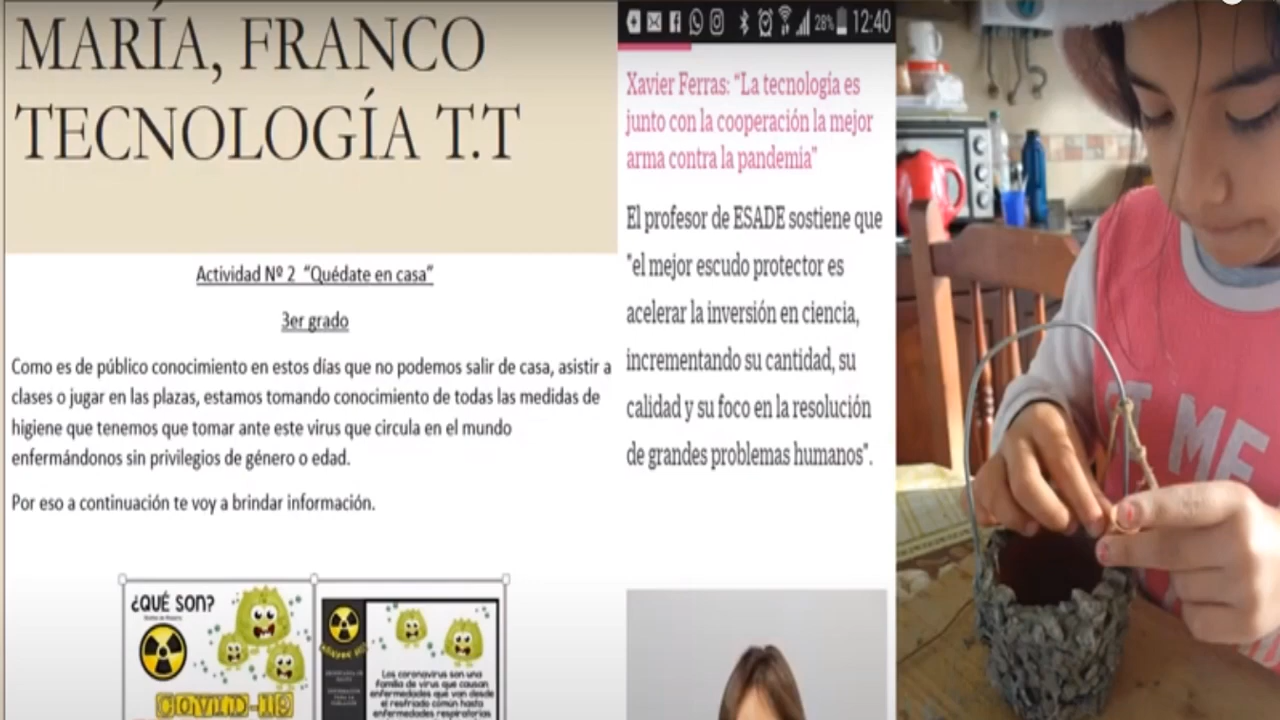 MARÍA, FRANCO
TECNOLOGÍA T.T
Actividad Nº 2 “Quédate en casa”
3er grado
Como es de público conocimiento en estos días que no podemos salir de casa, asistir a
clases o jugar en las plazas, estamos tomando conocimiento de todas las medidas de
higiene que tenemos que tomar ante este virus que circula en el mundo
enfermándonos sin privilegios de género o edad.
Por eso a continuación te voy a brindar información.
¿QUÉ SON?
COVID-19
Los coronavirus son una
familia de virus que causan
enfermedades que van desde
el resfriado común hasta
enfermedades respiratorias
28% 12:40
Xavier Ferras: “La tecnología es
junto con la cooperación la mejor
arma contra la pandemia”
El profesor de ESADE sostiene que
"el mejor escudo protector es
acelerar la inversión en ciencia,
incrementando su cantidad, su
calidad y su foco en la resolución
de grandes problemas humanos".
T ME